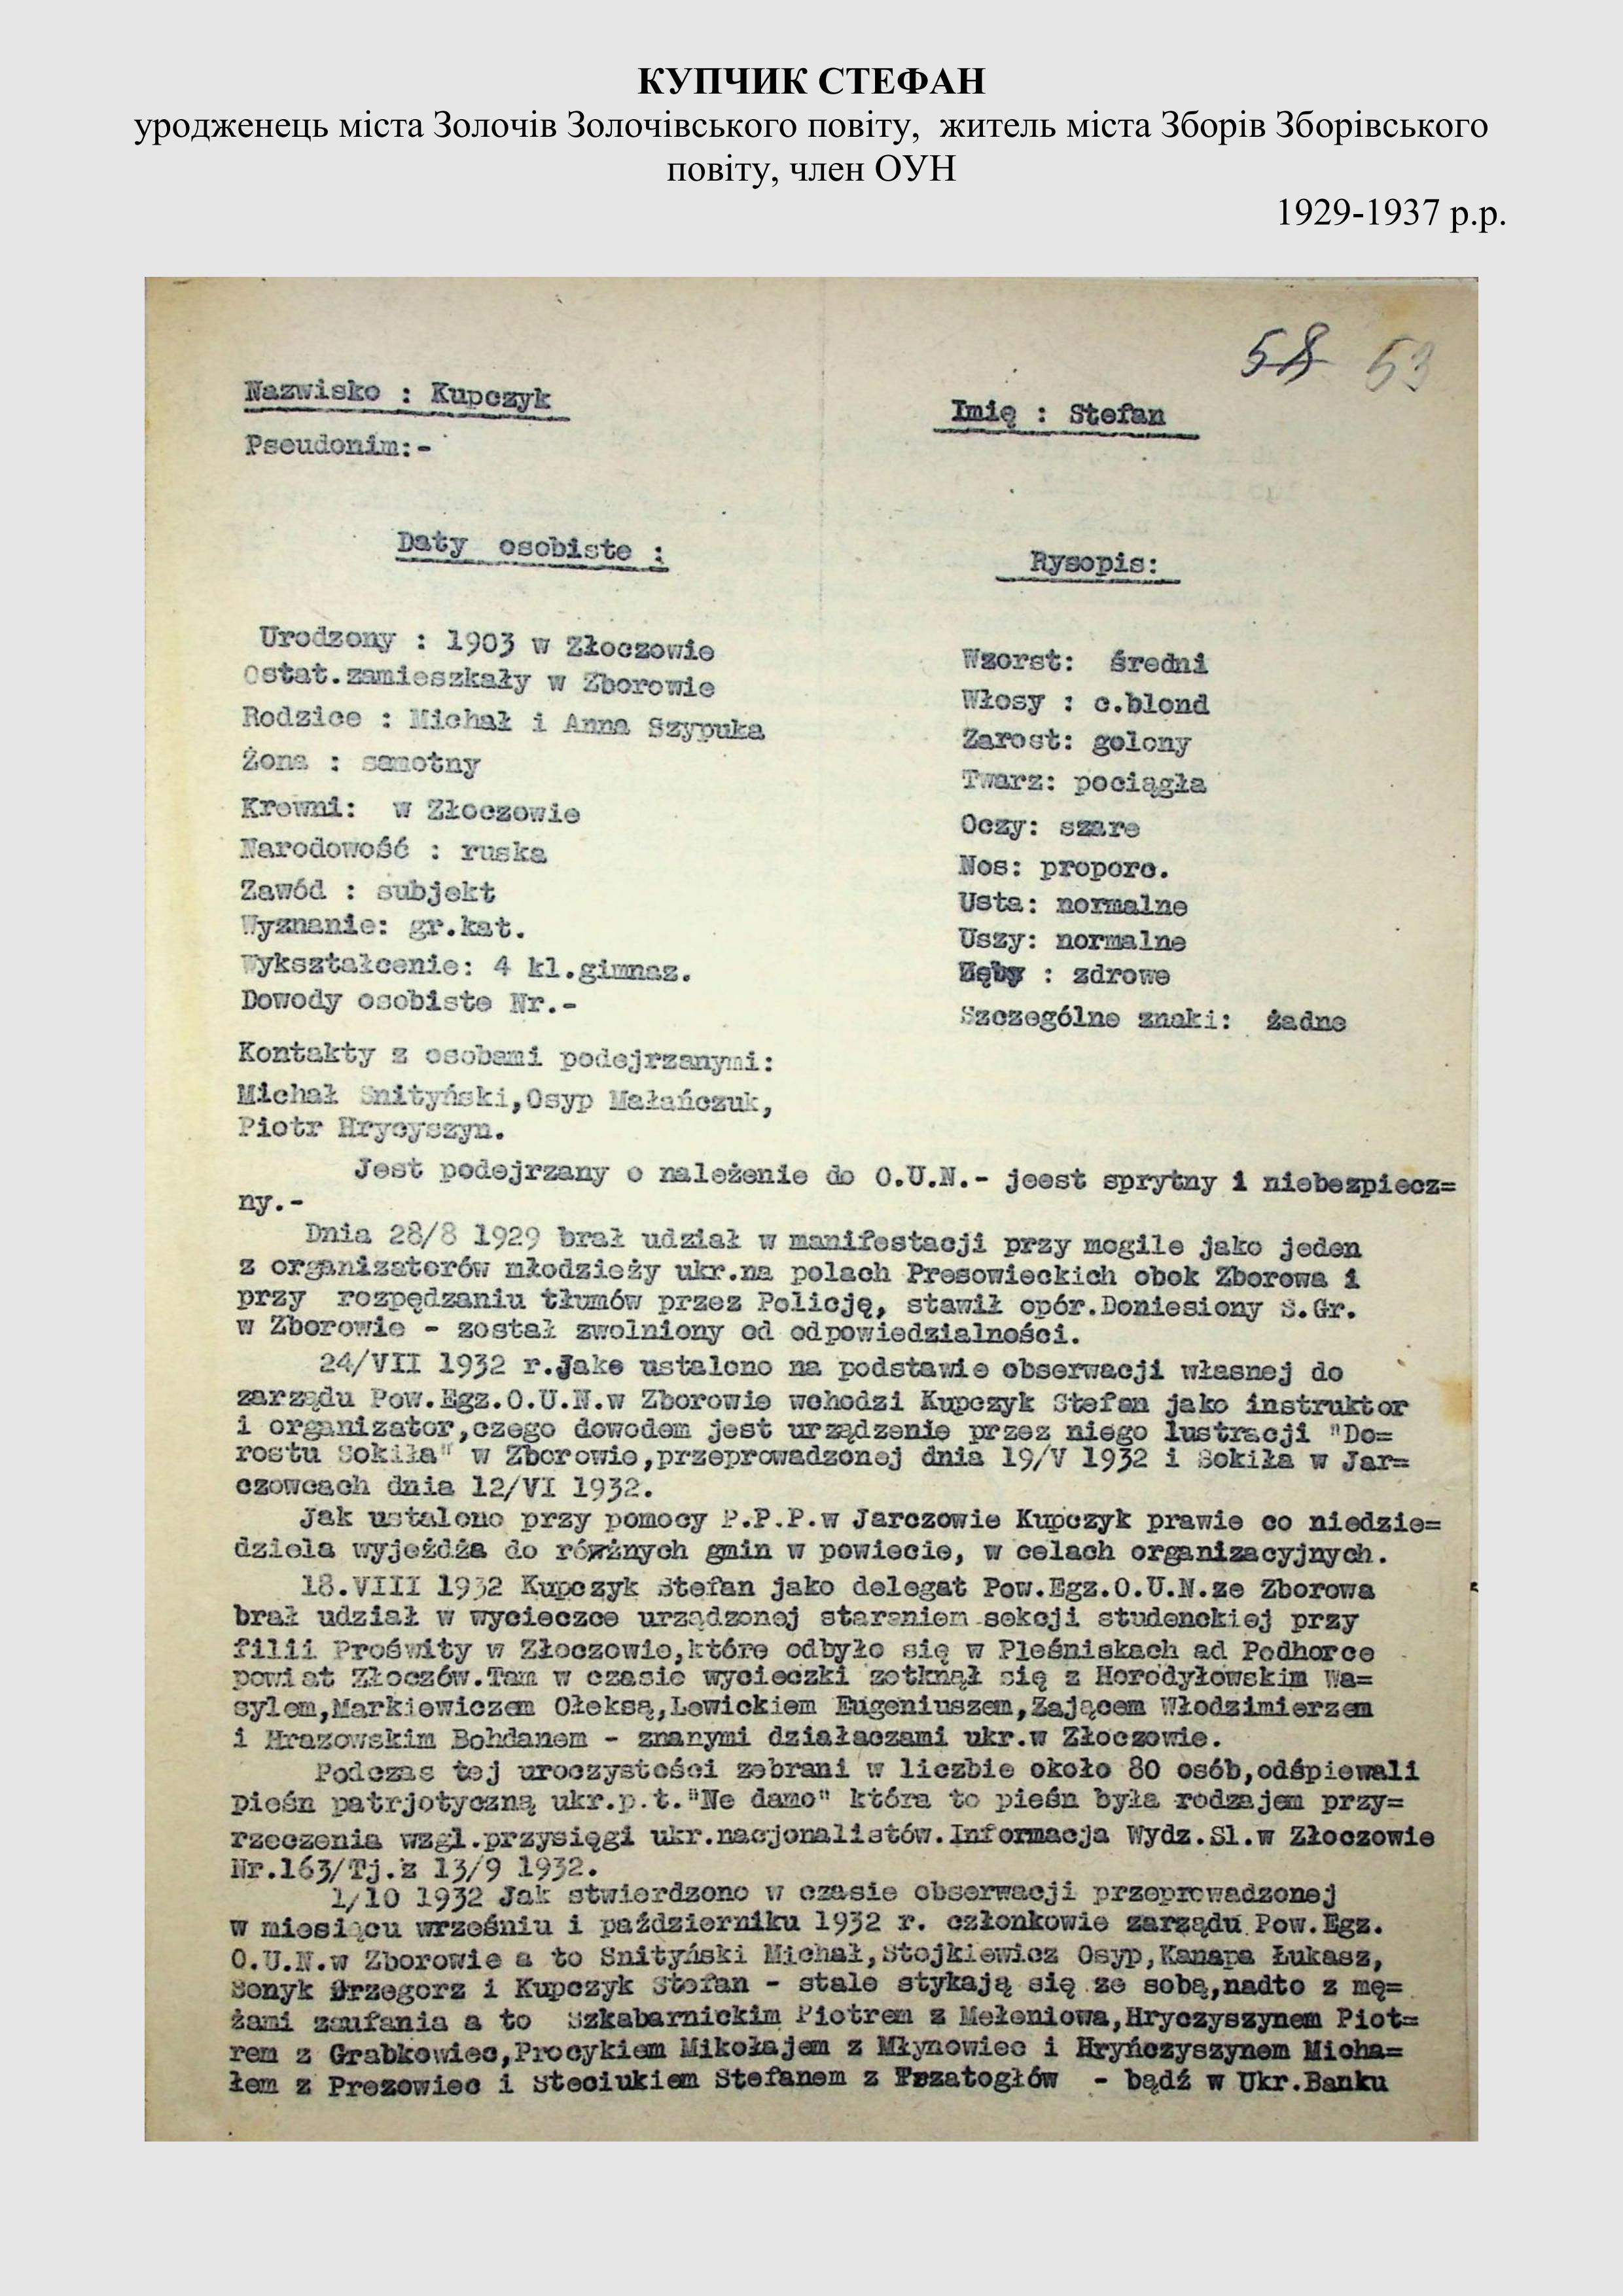 КУПЧИК СТЕФАН
уродженець міста Золочів Золочівського повіту, житель міста Зборів Зборівського
повіту, член ОУН
1929-1937 р.р.
58 53
Nazwisko : Kupczyk
Imię : Stefan
Pseudonim:-
Daty osobiste :
Rysopis:
Urodzony : 1903 w Złoczowie
Ostat.zamieszkały w Zborowie
Rodzice : Michał i Anna Szypuka
Żona : samotny
Krewni: w Złoczowie
Narodowość : ruska
Zawód : subjekt
Wyznanie: gr.kat.
Wykształcenie: 4 kl.gimnaz.
Dowody osobiste Nr.-
Wzorst: średni
Włosy : c.blond
Zarost: golony
Twarz: pociągła
Oczy: szare
Nos: proporc.
Usta: normalne
Uszy: normalne
Zęby : zdrowe
Szczególne znaki: żadne
Kontakty z osobami podejrzanymi:
Michał Snityński,Osyp Małańczuk,
Piotr Hrycyszyn.
Jest podejrzany o należenie do O.U.N.- jeest sprytny i niebezpiecz=
ny.-
Dnia 28/8 1929 brał udział w manifestacji przy mogile jako jeden
z organizatorów młodzieży ukr.na polach Presowieckich obok Zborowa i
przy rozpędzaniu tłumów przez Policję, stawił opór.Doniesiony S.Gr.
w Zborowie - został zwolniony od odpowiedzialności.
24/VII 1932 r.Jako ustalono na podstawie obserwacji własnej do
zarządu Pow.Egz.O.U.N.w Zborowie wchodzi Kupczyk Stefan jako instruktor
i organizator,czego dowodem jest urządzenie przez niego lustracji "Do=
rostu Sokiła" w Zborowie,przeprowadzonej dnia 19/V 1932 i Sokiła w Jar=
czowcach dnia 12/VI 1932.
Jak ustalono przy pomocy P.P.P.w Jarczowie Kupczyk prawie co niedzie=
dziela wyjeżdża do różnych gmin w powiecie, w celach organizacyjnych.
18.VIII 1932 Kupczyk Stefan jako delegat Pow.Egz.O.U.N.ze Zborowa
brał udział w wycieczce urządzonej staraniem sekcji studenckiej przy
filii Proświty w Złoczowie,które odbyło się w Pleśniskach ad Podhorce
powiat Złoczów.Tam w czasie wycieczki zetknął się z Horodyłowskim Wa=
sylem,Markiewiczem Ołeksą,Lewickiem Eugeniuszem,Zającem Włodzimierzem
i Hrazowskim Bohdanem - znanymi działaczami ukr.w Złoczowie.
Podczas tej uroczystości zebrani w liczbie około 80 osób,odśpiewali
pieśn patrjotyczną ukr.p.t."Ne damo" która to pieśn była rodzajem przy=
rzeczenia wzgl.przysięgi ukr.nacjonalistów.Informacja Wydz.Sl.w Złoczowie
Nr.163/Tj.z 13/9 1932.
1/10 1932 Jak stwierdzono w czasie obserwacji przeprowadzonej
w miesiącu wrześniu i październiku 1932 r. członkowie zarządu Pow.Egz.
O.U.N.w Zborowie a to Snityński Michał,Stojkiewicz Osyp,Kanapa Łukasz,
Senyk Grzegorz i Kupczyk Stefan - stale stykają się ze sobą,nadto z mę=
żami zaufania a to Szkabarnickim Piotrem z Mełeniowa,Hryczyszynem Piot=
rem z Grabkowiec,Procykiem Mikołajem z Młynowiec i Hryńczyszynem Micha=
łem z Prezowiec i Steciukiem Stefanem z - bądź w Ukr.Banku